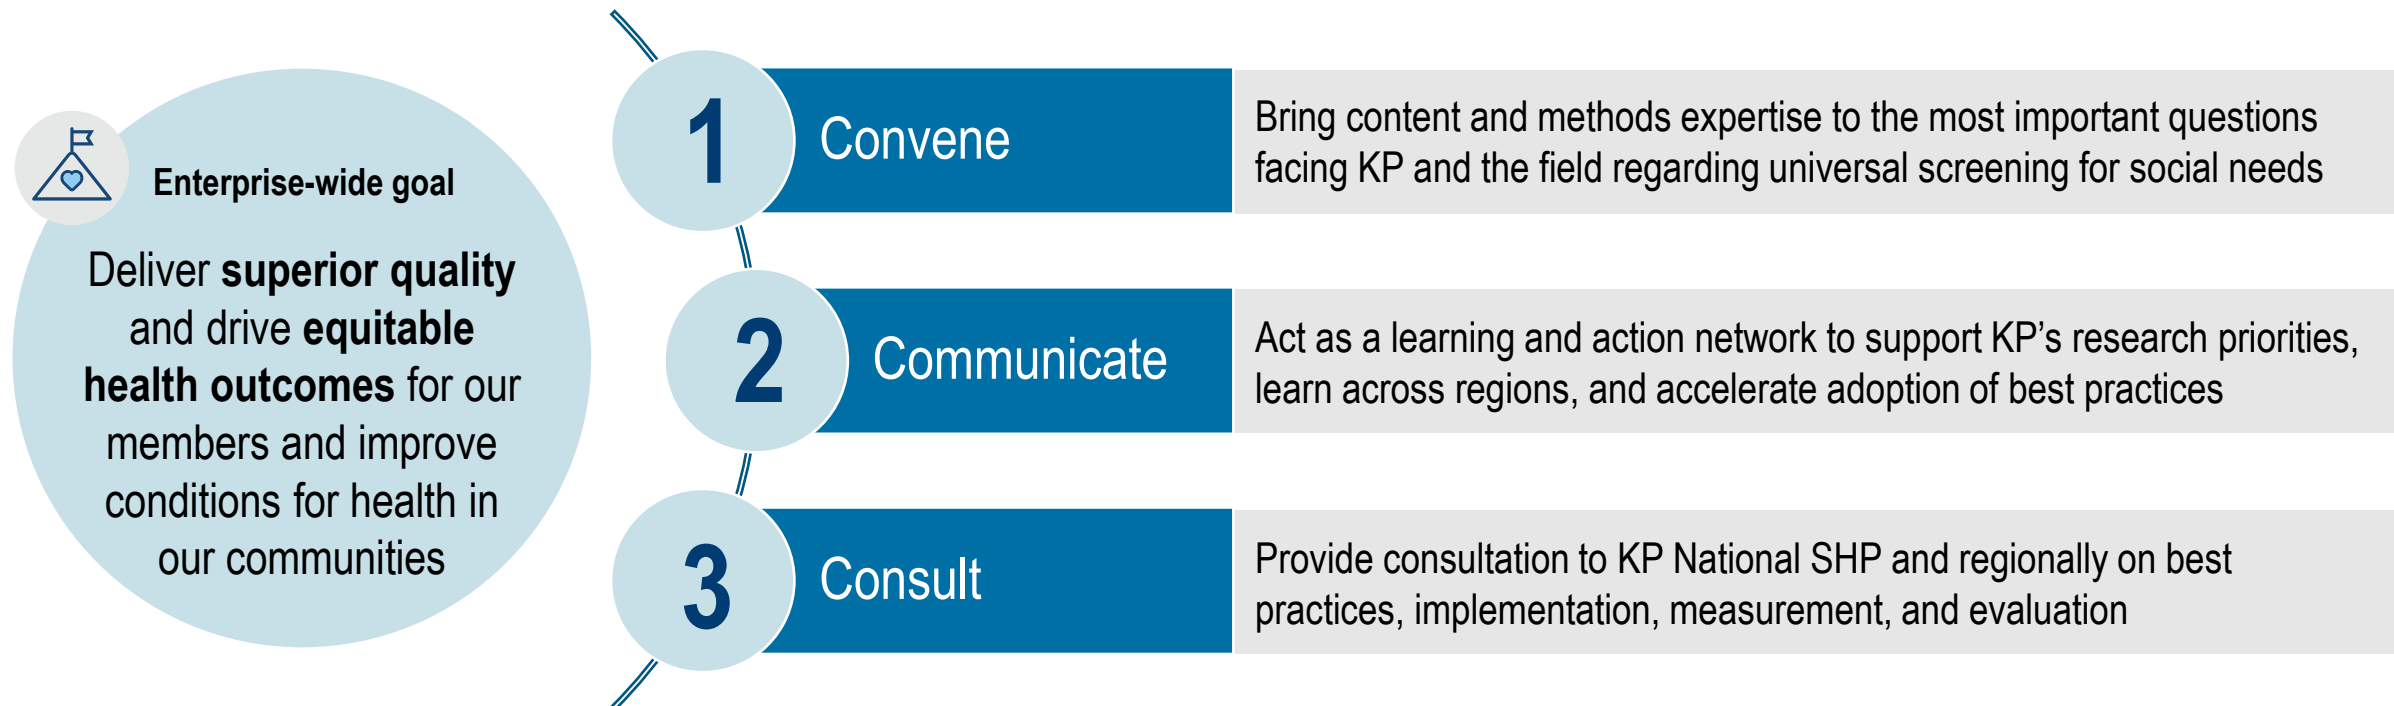 Enterprise-wide goal
Deliver superior quality
and drive equitable
health outcomes for our
members and improve
conditions for health in
our communities
1
Convene
Bring content and methods expertise to the most important questions
facing KP and the field regarding universal screening for social needs
2
Communicate
Act as a learning and action network to support KP’s research priorities,
learn across regions, and accelerate adoption of best practices
3
Consult
Provide consultation to KP National SHP and regionally on best
practices, implementation, measurement, and evaluation